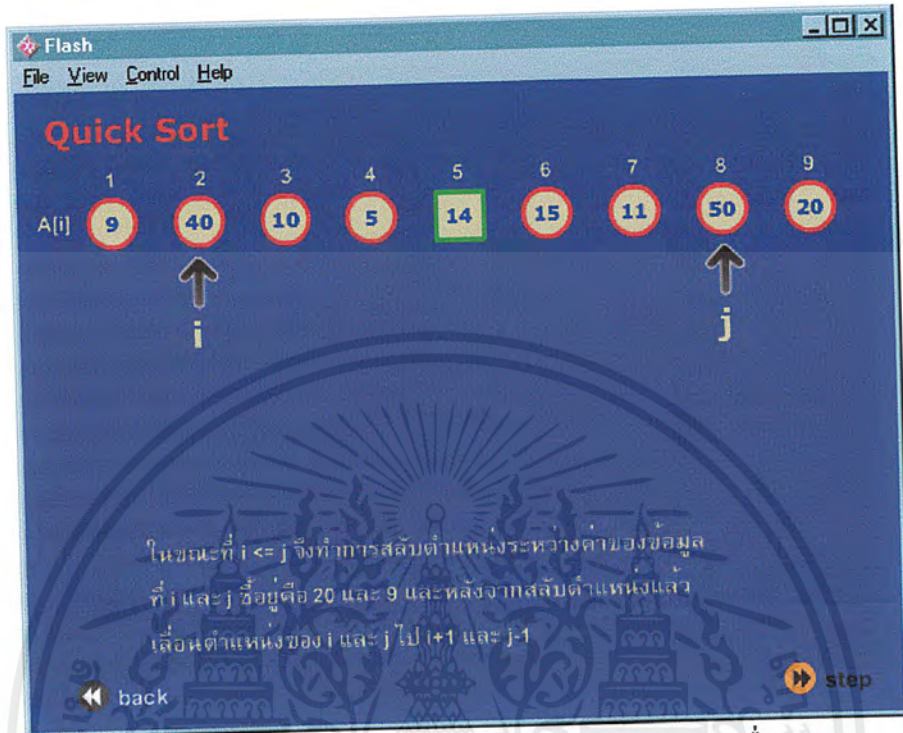 Flash
File View Control Help
Quick Sort
1 2 3 4 5 6 7 8 9
A[i] 9 40 10 5 14 15 11 50 20
i j
ในขณะที่ i <= j จึงทำการสลับตำแหน่งระหว่างค่าของข้อมูล
ที่ i และ j ชี้อยู่คือ 20 และ 9 และหลังจากสลับตำแหน่งแล้ว
เลื่อนตำแหน่งของ i และ j ไป i+1 และ j-1
back step